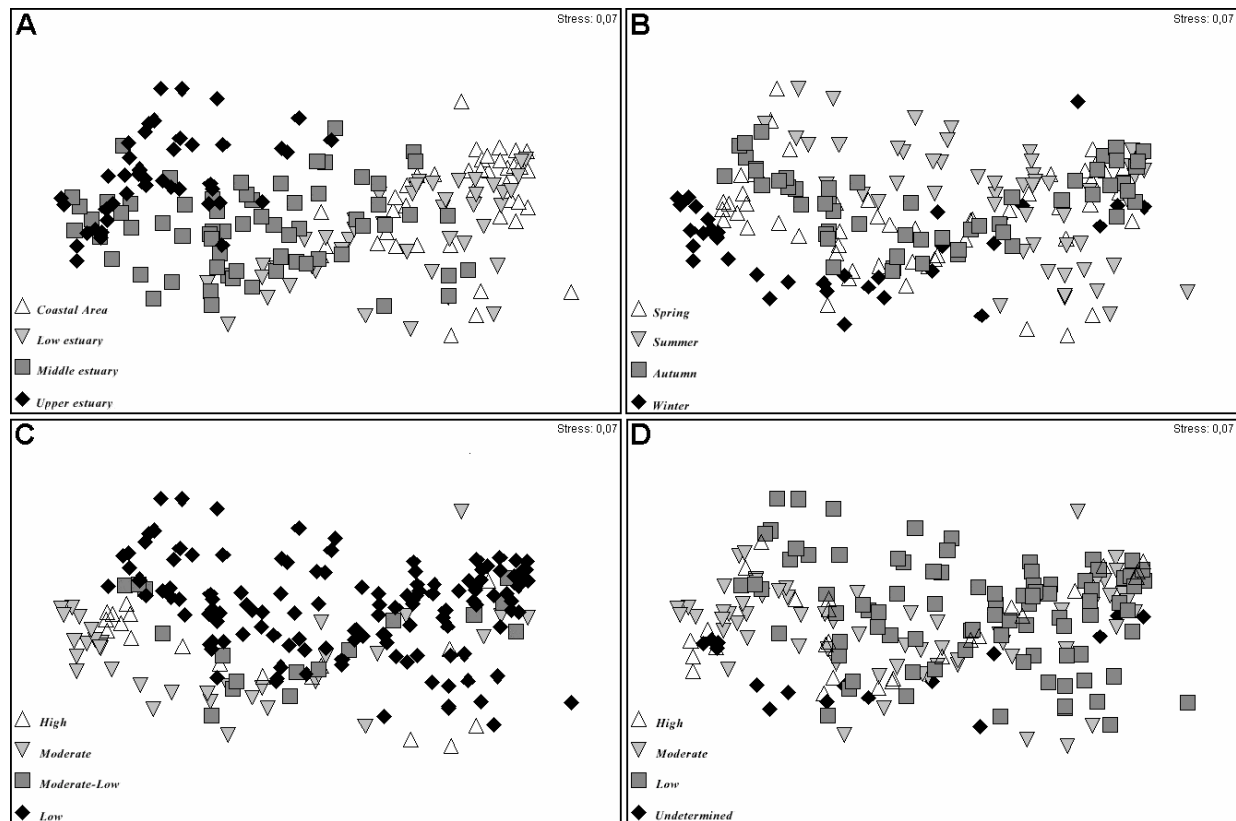 A
Stress: 0,07
Coastal Area
Low estuary
Middle estuary
Upper estuary
B
Stress: 0,07
Spring
Summer
Autumn
Winter
C
Stress: 0,07
High
Moderate
Moderate-Low
Low
D
Stress: 0,07
High
Moderate
Low
Undetermined